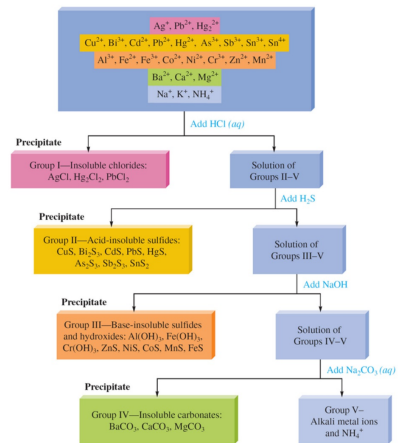 Ag⁺, Pb²⁺, Hg₂²⁺
Cu²⁺, Bi³⁺, Cd²⁺, Pb²⁺, Hg²⁺, As³⁺, Sb³⁺, Sn²⁺, Sn⁴⁺
Al³⁺, Fe²⁺, Fe³⁺, Co²⁺, Ni²⁺, Cr³⁺, Zn²⁺, Mn²⁺
Ba²⁺, Ca²⁺, Mg²⁺
Na⁺, K⁺, NH₄⁺
Add HCl (aq)
Precipitate
Group I—Insoluble chlorides:
AgCl, Hg₂Cl₂, PbCl₂
Solution of
Groups II–V
Add H₂S
Precipitate
Group II—Acid-insoluble sulfides:
CuS, Bi₂S₃, CdS, PbS, HgS,
As₂S₃, Sb₂S₃, SnS₂
Solution of
Groups III–V
Add NaOH
Precipitate
Group III—Base-insoluble sulfides
and hydroxides: Al(OH)₃, Fe(OH)₃,
Cr(OH)₃, ZnS, NiS, CoS, MnS, FeS
Solution of
Groups IV–V
Add Na₂CO₃ (aq)
Precipitate
Group IV—Insoluble carbonates:
BaCO₃, CaCO₃, MgCO₃
Group V–
Alkali metal ions
and NH₄⁺